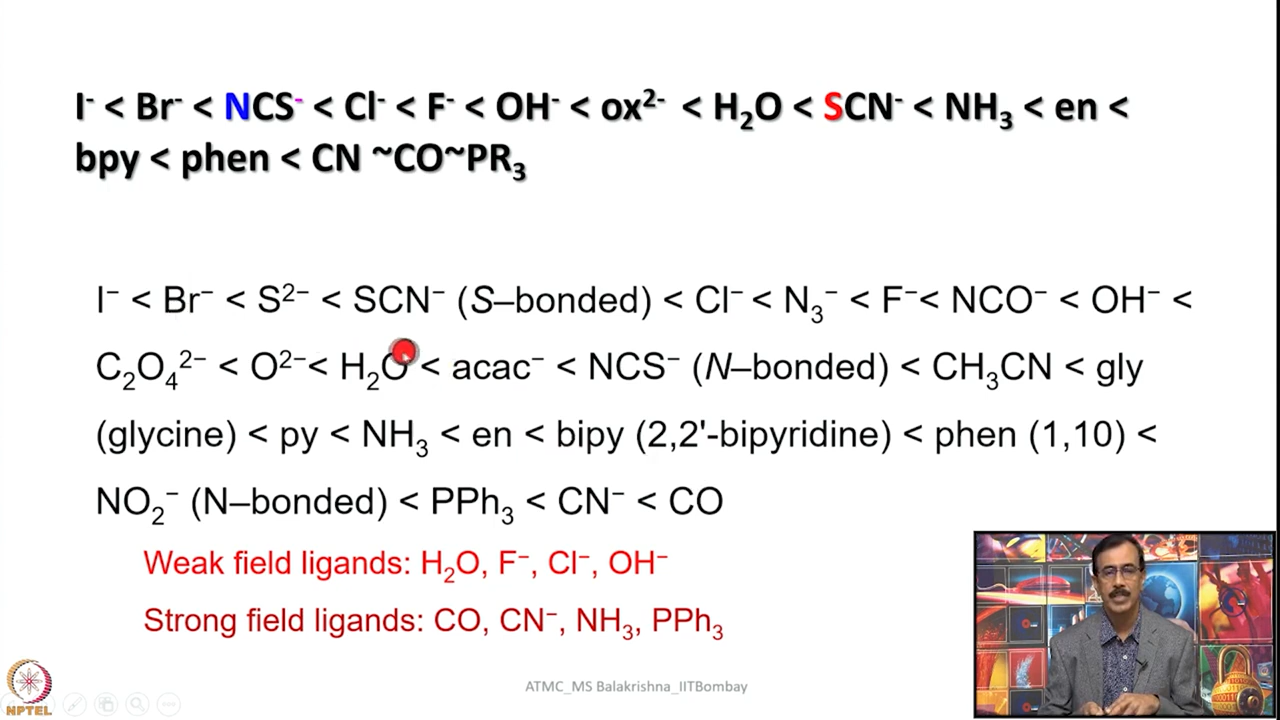 I⁻ < Br⁻ < NCS⁻ < Cl⁻ < F⁻ < OH⁻ < ox²⁻ < H₂O < SCN⁻ < NH₃ < en <
bpy < phen < CN ~CO~PR₃
I⁻ < Br⁻ < S²⁻ < SCN⁻ (S–bonded) < Cl⁻ < N₃⁻ < F⁻< NCO⁻ < OH⁻ <
C₂O₄²⁻ < O²⁻< H₂O < acac⁻ < NCS⁻ (N–bonded) < CH₃CN < gly
(glycine) < py < NH₃ < en < bipy (2,2'-bipyridine) < phen (1,10) <
NO₂⁻ (N–bonded) < PPh₃ < CN⁻ < CO
Weak field ligands: H₂O, F⁻, Cl⁻, OH⁻
Strong field ligands: CO, CN⁻, NH₃, PPh₃
ATMC_MS Balakrishna_IITBombay
NPTEL